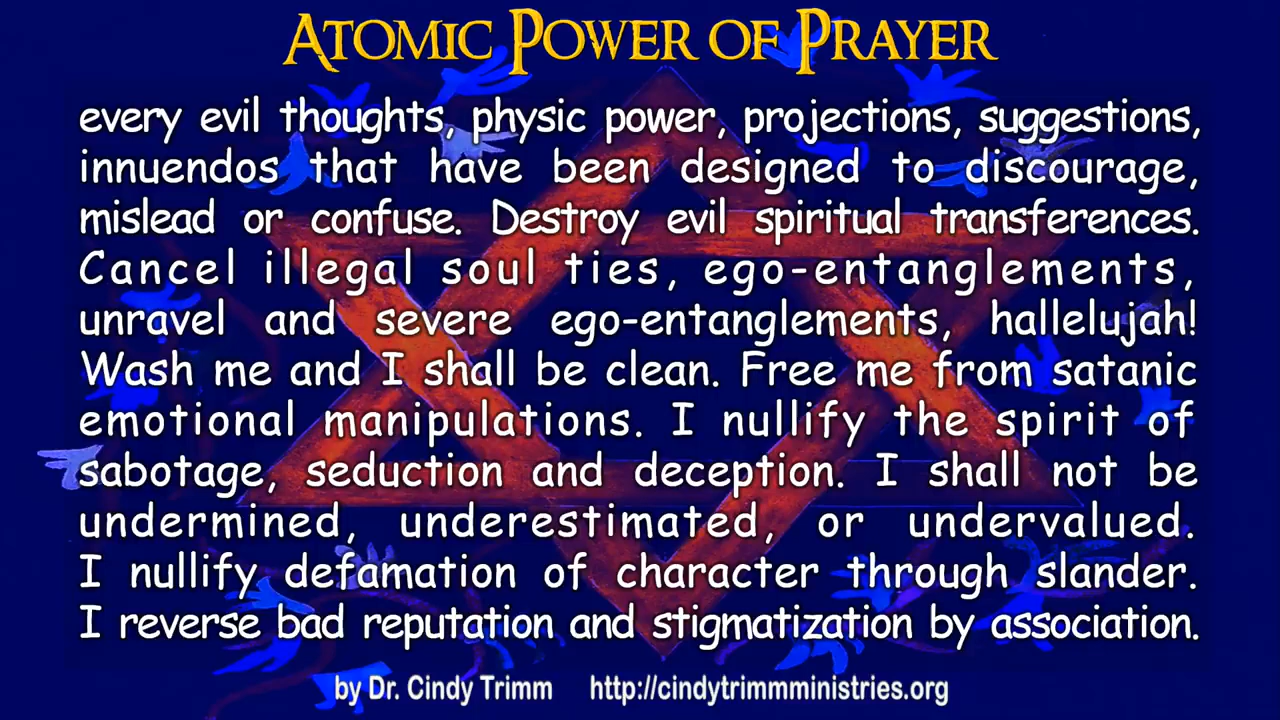 ATOMIC POWER OF PRAYER
every evil thoughts, physic power, projections, suggestions,
innuendos that have been designed to discourage,
mislead or confuse. Destroy evil spiritual transferences.
Cancel illegal soul ties, ego-entanglements,
unravel and severe ego-entanglements, hallelujah!
Wash me and I shall be clean. Free me from satanic
emotional manipulations. I nullify the spirit of
sabotage, seduction and deception. I shall not be
undermined, underestimated, or undervalued.
I nullify defamation of character through slander.
I reverse bad reputation and stigmatization by association.
by Dr. Cindy Trimm http://cindytrimmministries.org